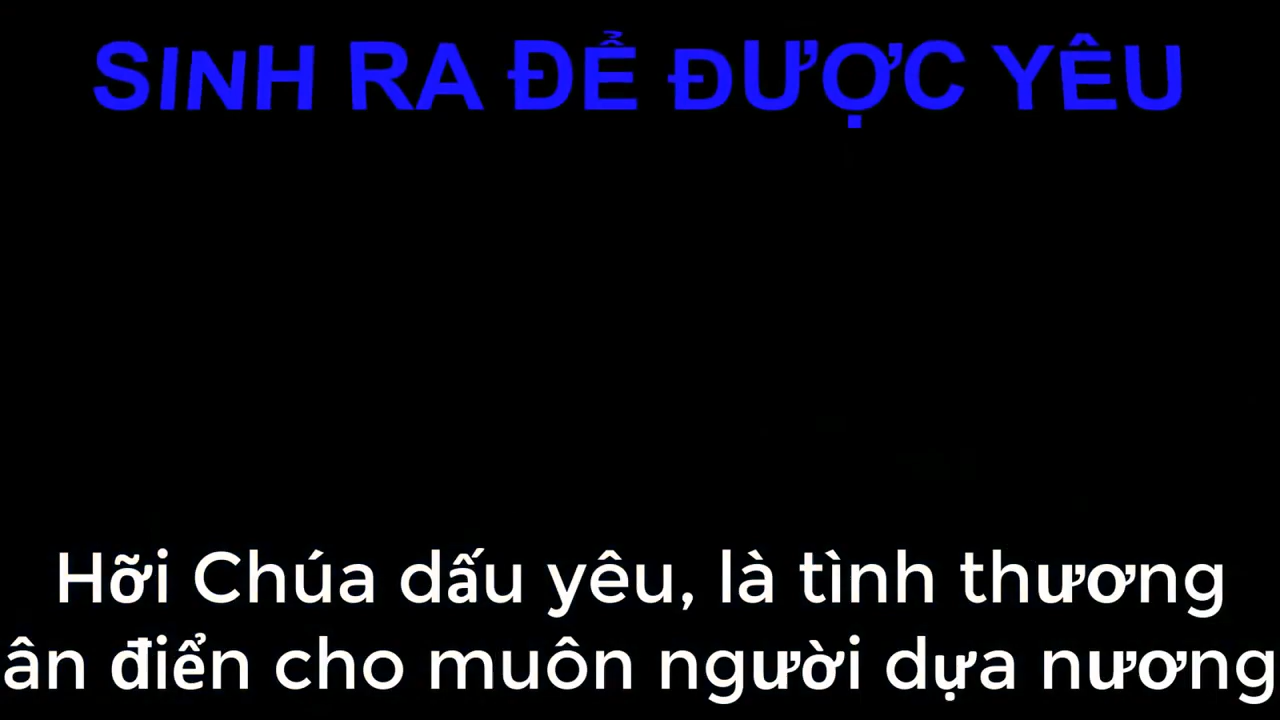 SINH RA ĐỂ ĐƯỢC YÊU
Hỡi Chúa dấu yêu, là tình thương
ân điển cho muôn người dựa nương